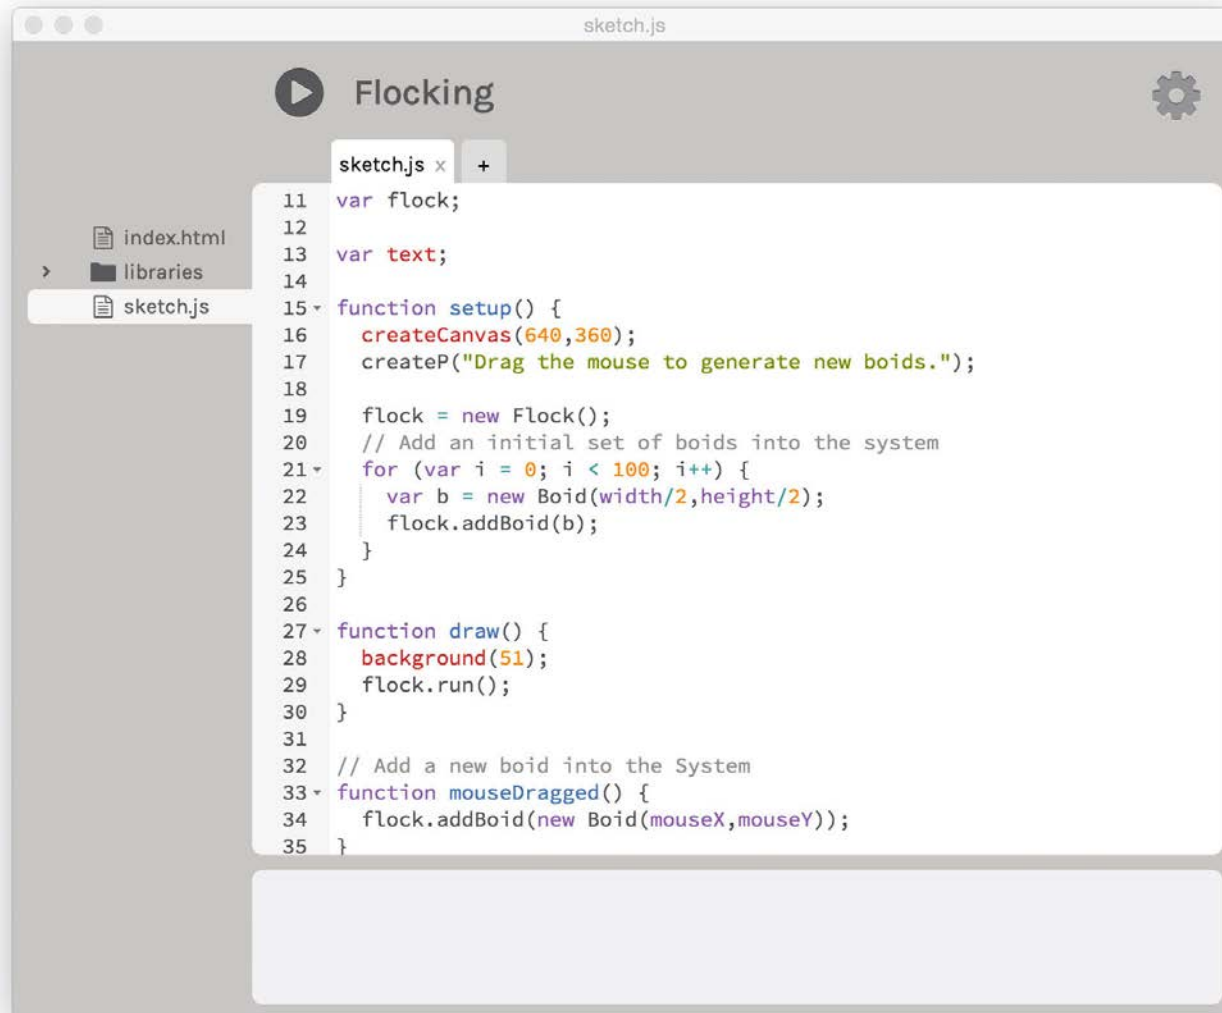 sketch.js
Flocking
sketch.js x +
index.html
libraries
sketch.js
11 var flock;
12
13 var text;
14
15 function setup() {
16   createCanvas(640,360);
17   createP("Drag the mouse to generate new boids.");
18
19   flock = new Flock();
20   // Add an initial set of boids into the system
21   for (var i = 0; i < 100; i++) {
22     var b = new Boid(width/2,height/2);
23     flock.addBoid(b);
24   }
25 }
26
27 function draw() {
28   background(51);
29   flock.run();
30 }
31
32 // Add a new boid into the System
33 function mouseDragged() {
34   flock.addBoid(new Boid(mouseX,mouseY));
35 }